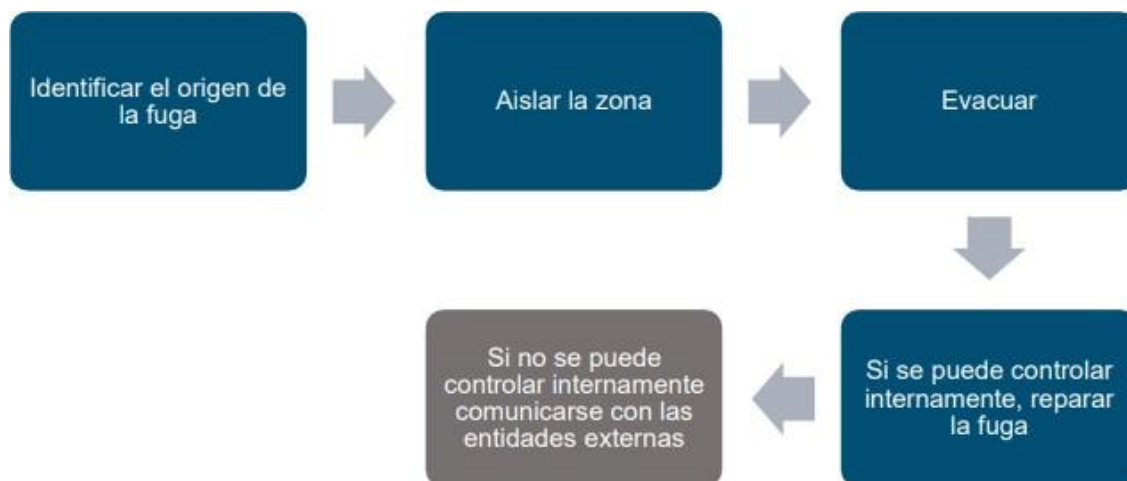 Identificar el origen de
la fuga
Aislar la zona
Evacuar
Si se puede controlar
internamente, reparar
la fuga
Si no se puede
controlar internamente
comunicarse con las
entidades externas